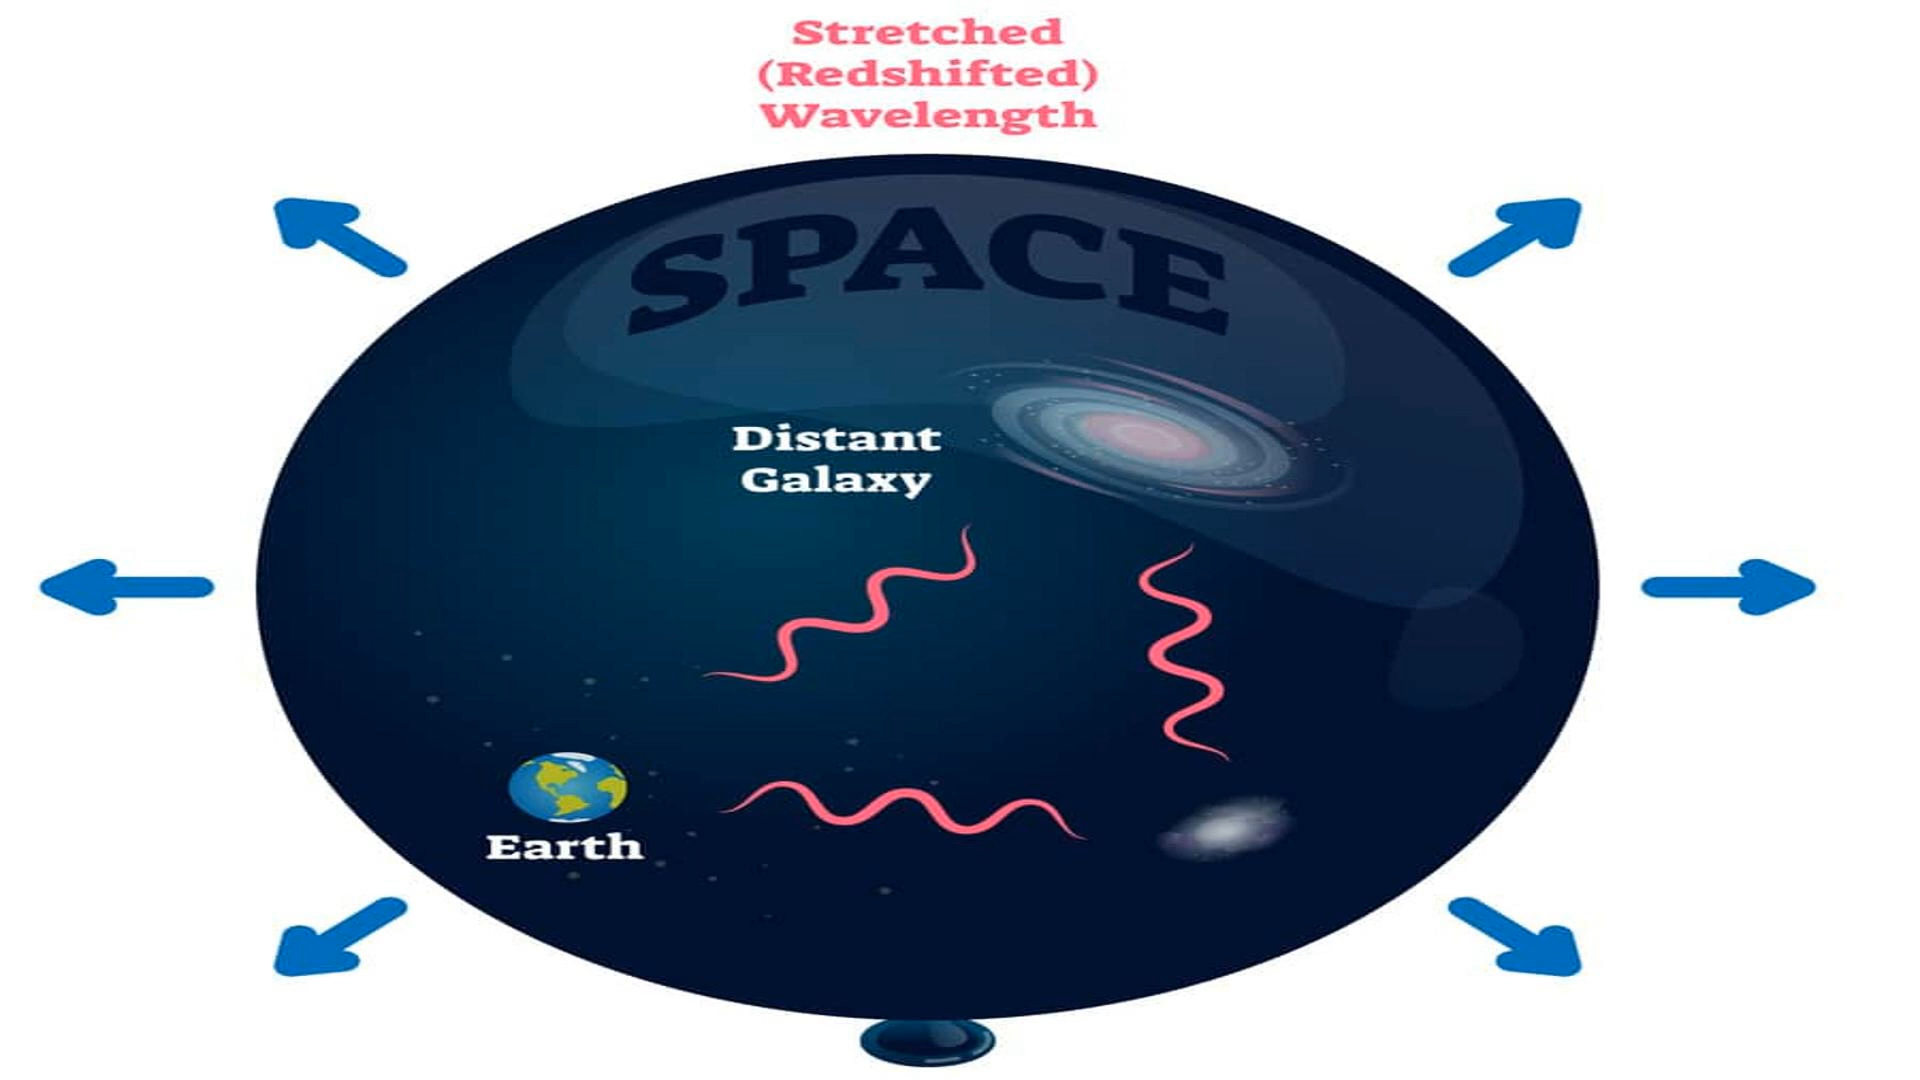 Stretched
(Redshifted)
Wavelength
SPACE
Distant
Galaxy
Earth